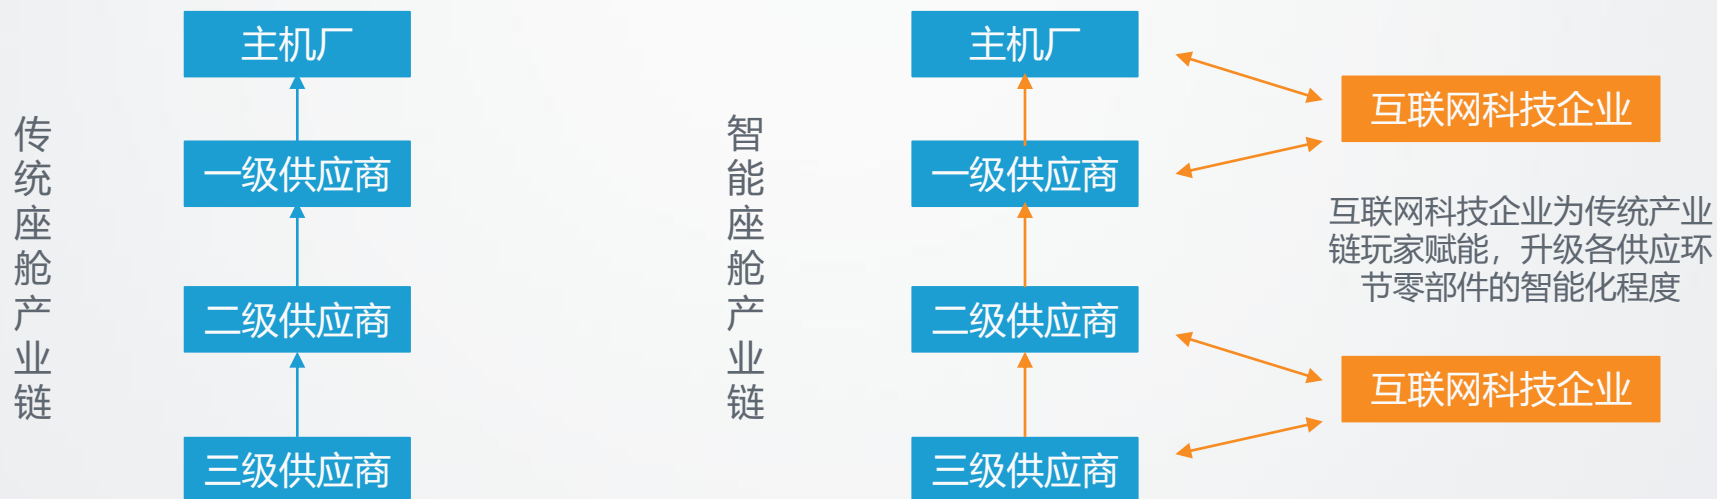 传统座舱产业链
主机厂
一级供应商
二级供应商
三级供应商
智能座舱产业链
主机厂
一级供应商
二级供应商
三级供应商
互联网科技企业
互联网科技企业为传统产业
链玩家赋能，升级各供应环
节零部件的智能化程度
互联网科技企业